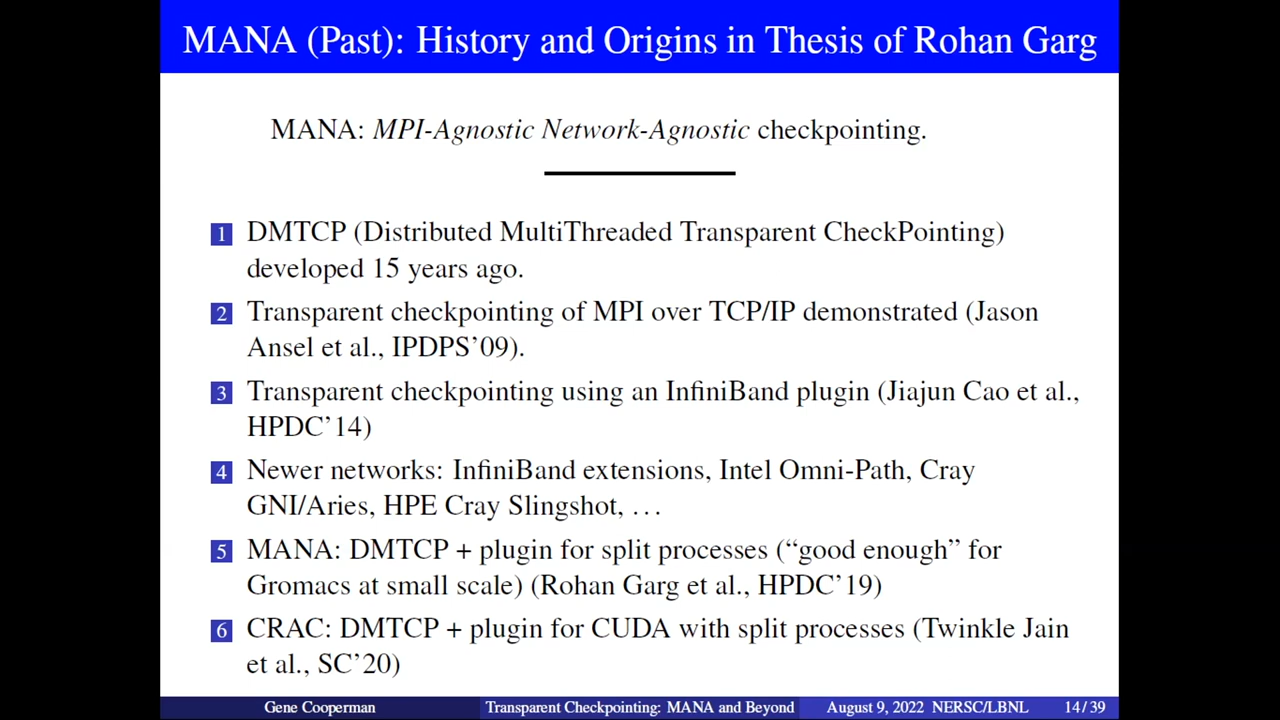 MANA (Past): History and Origins in Thesis of Rohan Garg
MANA: MPI-Agnostic Network-Agnostic checkpointing.
1 DMTCP (Distributed MultiThreaded Transparent CheckPointing)
developed 15 years ago.
2 Transparent checkpointing of MPI over TCP/IP demonstrated (Jason
Ansel et al., IPDPS’09).
3 Transparent checkpointing using an InfiniBand plugin (Jiajun Cao et al.,
HPDC’14)
4 Newer networks: InfiniBand extensions, Intel Omni-Path, Cray
GNI/Aries, HPE Cray Slingshot, . . .
5 MANA: DMTCP + plugin for split processes (“good enough” for
Gromacs at small scale) (Rohan Garg et al., HPDC’19)
6 CRAC: DMTCP + plugin for CUDA with split processes (Twinkle Jain
et al., SC’20)
Gene Cooperman Transparent Checkpointing: MANA and Beyond August 9, 2022 NERSC/LBNL 14 / 39